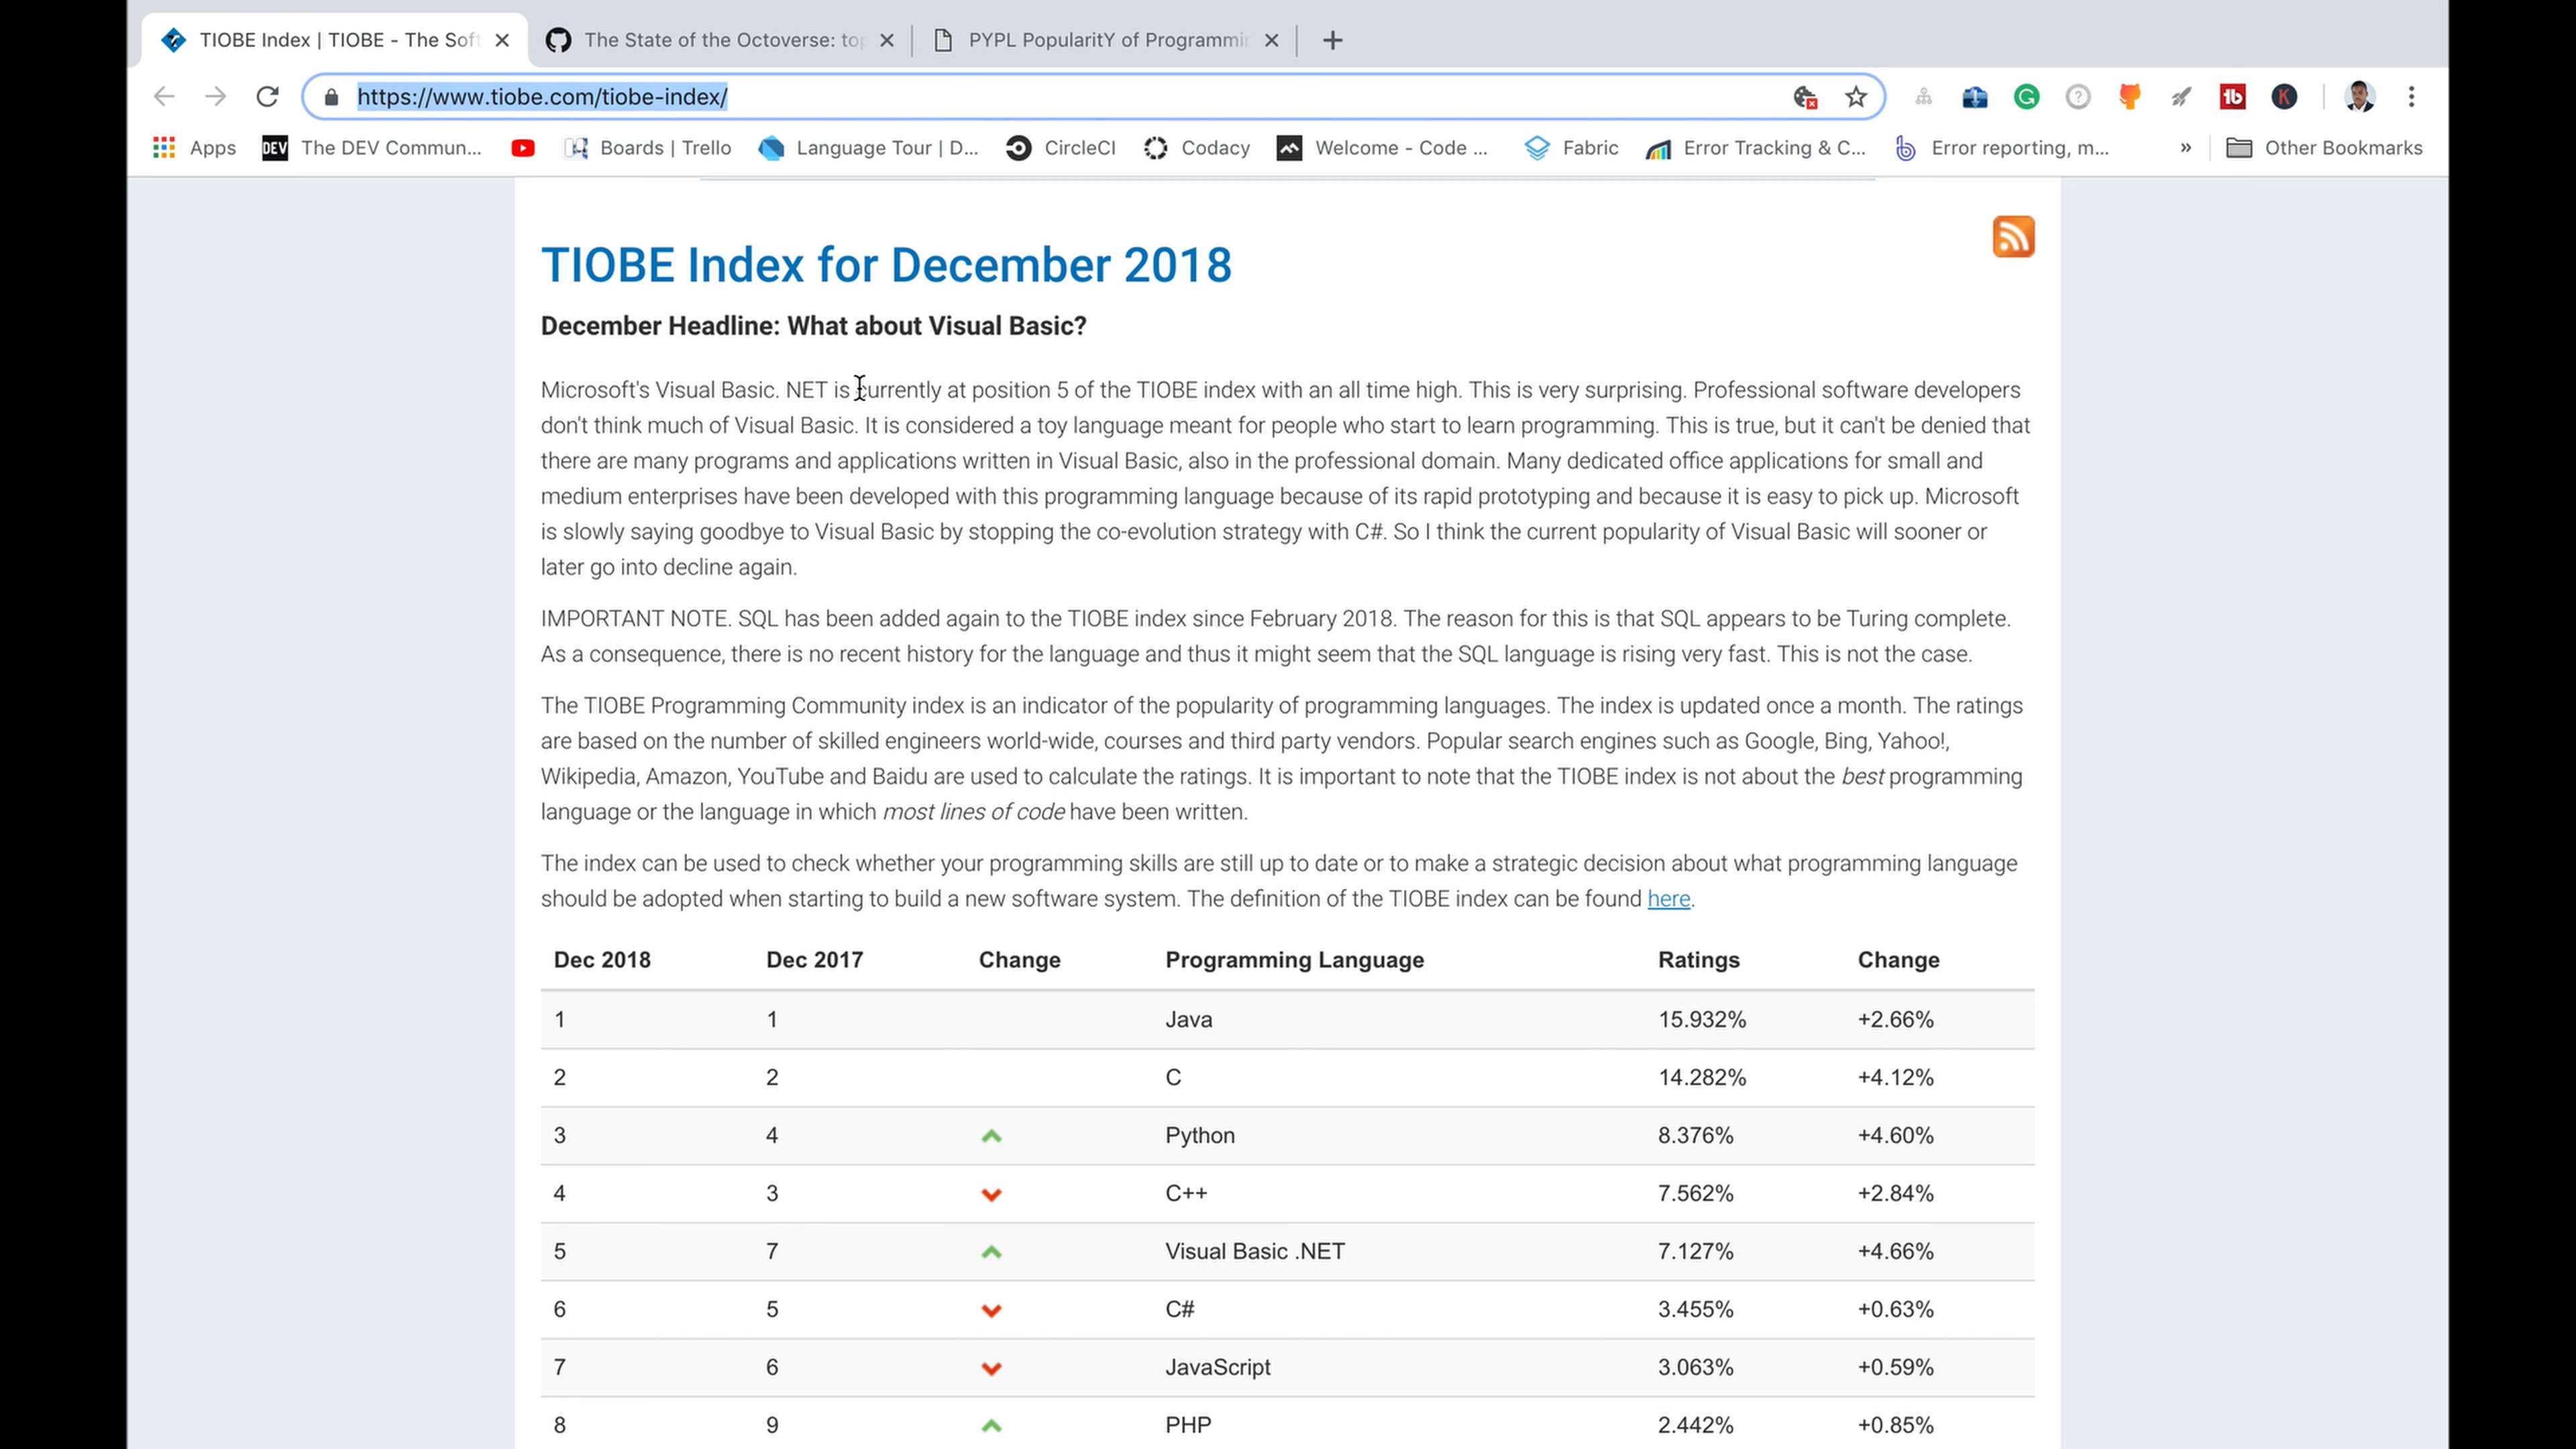 TIOBE Index | TIOBE - The Soft
The State of the Octoverse: top
PYPL PopularitY of Programmin
https://www.tiobe.com/tiobe-index/
Apps
DEV The DEV Commun...
Boards | Trello
Language Tour | D...
CircleCI
Codacy
Welcome - Code ...
Fabric
Error Tracking & C...
Error reporting, m...
»
Other Bookmarks
TIOBE Index for December 2018
December Headline: What about Visual Basic?
Microsoft's Visual Basic. NET is currently at position 5 of the TIOBE index with an all time high. This is very surprising. Professional software developers
don't think much of Visual Basic. It is considered a toy language meant for people who start to learn programming. This is true, but it can't be denied that
there are many programs and applications written in Visual Basic, also in the professional domain. Many dedicated office applications for small and
medium enterprises have been developed with this programming language because of its rapid prototyping and because it is easy to pick up. Microsoft
is slowly saying goodbye to Visual Basic by stopping the co-evolution strategy with C#. So I think the current popularity of Visual Basic will sooner or
later go into decline again.
IMPORTANT NOTE. SQL has been added again to the TIOBE index since February 2018. The reason for this is that SQL appears to be Turing complete.
As a consequence, there is no recent history for the language and thus it might seem that the SQL language is rising very fast. This is not the case.
The TIOBE Programming Community index is an indicator of the popularity of programming languages. The index is updated once a month. The ratings
are based on the number of skilled engineers world-wide, courses and third party vendors. Popular search engines such as Google, Bing, Yahoo!,
Wikipedia, Amazon, YouTube and Baidu are used to calculate the ratings. It is important to note that the TIOBE index is not about the best programming
language or the language in which most lines of code have been written.
The index can be used to check whether your programming skills are still up to date or to make a strategic decision about what programming language
should be adopted when starting to build a new software system. The definition of the TIOBE index can be found here.
Dec 2018 Dec 2017 Change Programming Language Ratings Change
1 1 Java 15.932% +2.66%
2 2 C 14.282% +4.12%
3 4 Python 8.376% +4.60%
4 3 C++ 7.562% +2.84%
5 7 Visual Basic .NET 7.127% +4.66%
6 5 C# 3.455% +0.63%
7 6 JavaScript 3.063% +0.59%
8 9 PHP 2.442% +0.85%